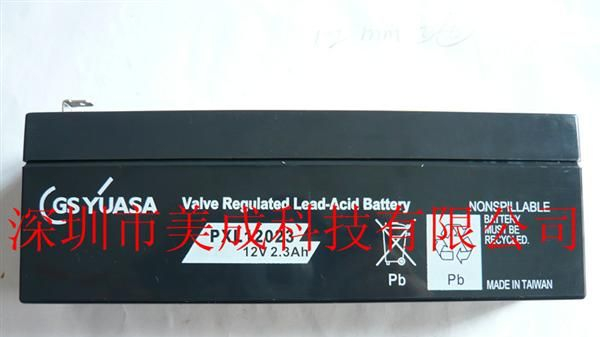 GS YUASA
Valve Regulated Lead-Acid Battery
NONSPILLABLE
BATTERY
MUST BE
RECYCLED.
深圳市美成科技有限公司
PXL12023
12V 2.3Ah
Pb
Pb
MADE IN TAIWAN